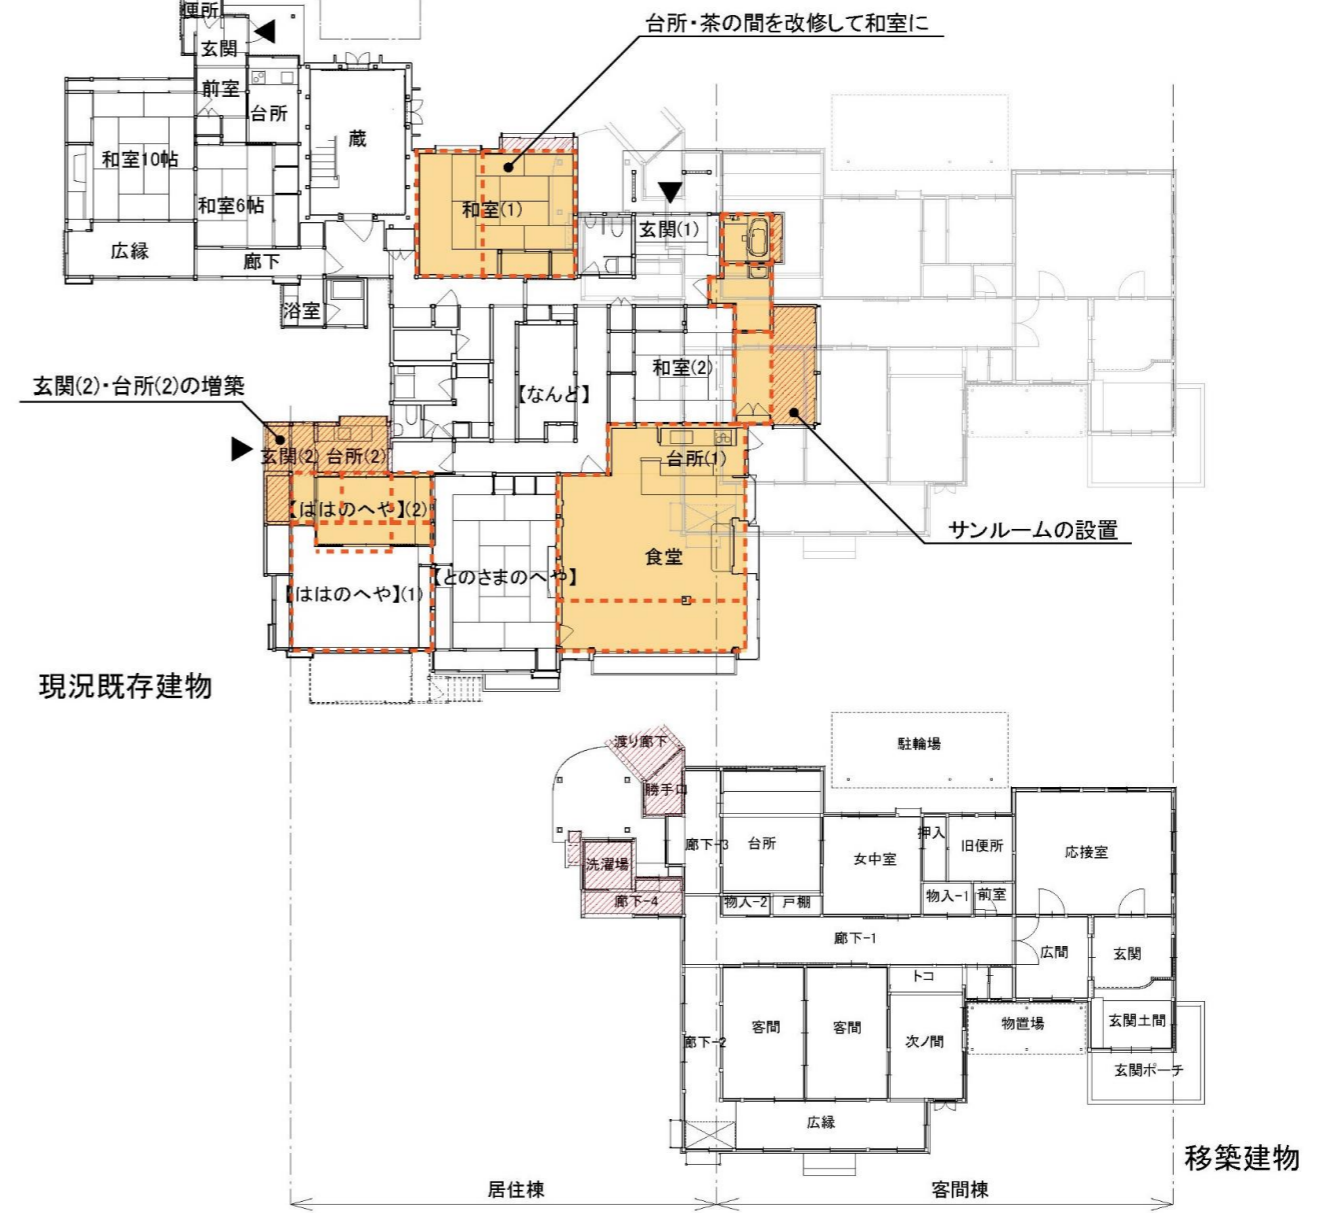 便所
台所・茶の間を改修して和室に
玄関
前室
台所
蔵
和室10帖
和室6帖
和室(1)
玄関(1)
広縁
廊下
浴室
和室(2)
【なんど】
玄関(2)・台所(2)の増築
玄関(2)
台所(2)
台所(1)
【ははのへや】(2)
サンルームの設置
食堂
【とのさまのへや】
【ははのへや】(1)
現況既存建物
渡り廊下
駐輪場
勝手口
廊下-3
台所
女中室
押入
旧便所
応接室
洗濯場
廊下-4
物入-2
戸棚
物入-1
前室
廊下-1
広間
玄関
トコ
客間
客間
次ノ間
物置場
玄関土間
廊下-2
玄関ポーチ
広縁
移築建物
居住棟
客間棟